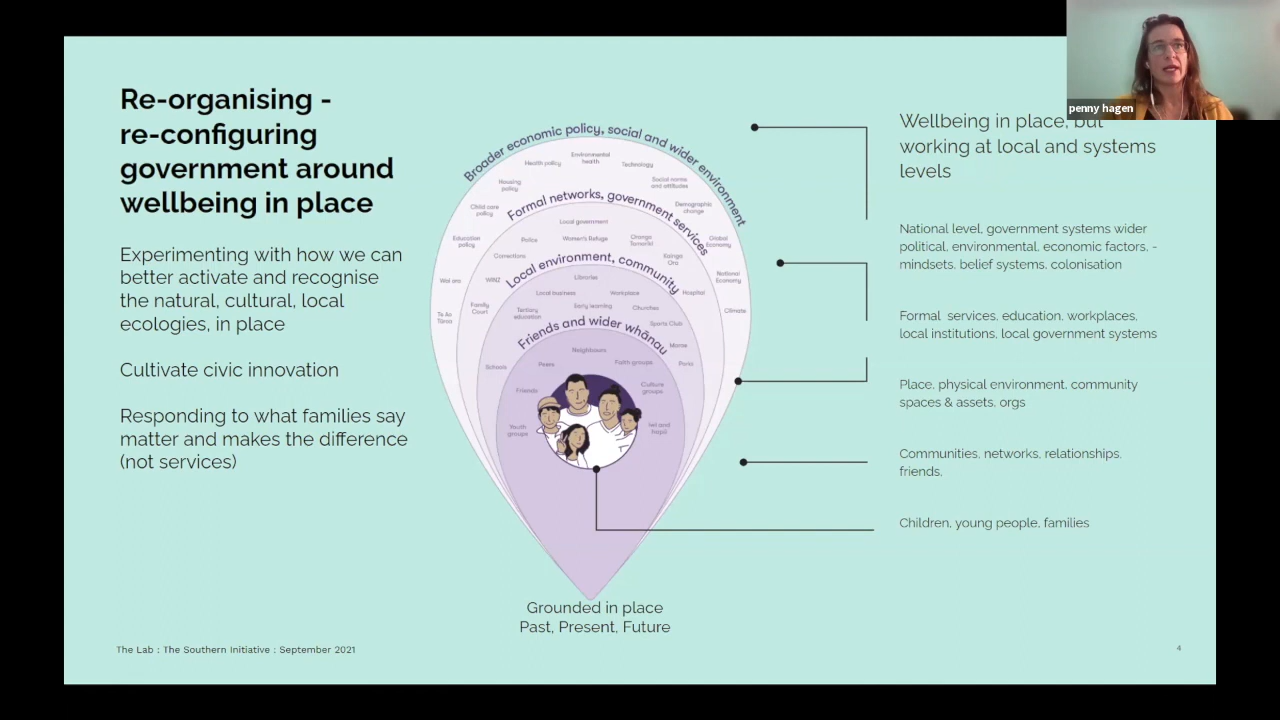 Re-organising -
re-configuring
government around
wellbeing in place
Experimenting with how we can
better activate and recognise
the natural, cultural, local
ecologies, in place
Cultivate civic innovation
Responding to what families say
matter and makes the difference
(not services)
Broader economic policy, social and wider environment
Environmental
health
Health policy
Technology
Housing
policy
Social norms
and attitudes
Child care
policy
Demographic
change
Education
policy
Global
Economy
Wai ora
National
Economy
Te Ao
Tūroa
Climate
Formal networks, government services
Local government
Police
Women's Refuge
Oranga
Tamariki
Corrections
Kainga
Ora
WINZ
Hospital
Family
Court
Local environment, community
Libraries
Local business
Workplace
Tertiary
education
Early learning
Churches
Sports Club
Marae
Schools
Parks
Friends and wider whānau
Neighbours
Peers
Faith groups
Friends
Culture
groups
Youth
groups
Iwi and
hapū
Grounded in place
Past, Present, Future
penny hagen
Wellbeing in place, but
working at local and systems
levels
National level, government systems wider
political, environmental, economic factors, -
mindsets, belief systems, colonisation
Formal services, education, workplaces,
local institutions, local government systems
Place, physical environment, community
spaces & assets, orgs
Communities, networks, relationships,
friends,
Children, young people, families
The Lab : The Southern Initiative : September 2021
4